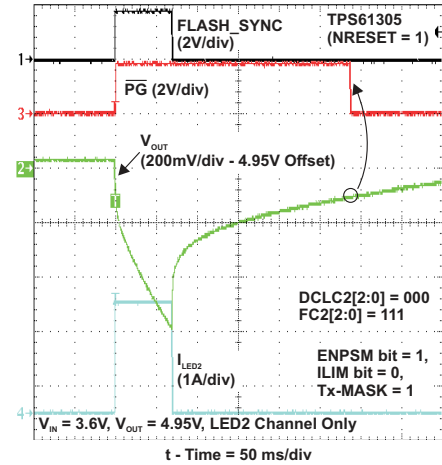 FLASH_SYNC
(2V/div)
TPS61305
(NRESET = 1)
1
PG (2V/div)
3
VOUT
(200mV/div - 4.95V Offset)
2
T
DCLC2[2:0] = 000
FC2[2:0] = 111
ILED2
(1A/div)
ENPSM bit = 1,
ILIM bit = 0,
Tx-MASK = 1
4
VIN = 3.6V, VOUT = 4.95V, LED2 Channel Only
t - Time = 50 ms/div